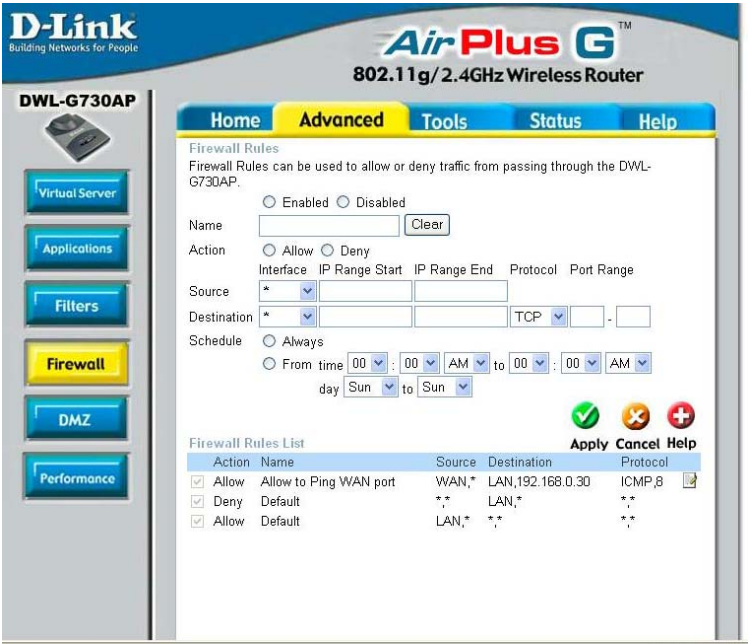 D-Link
Building Networks for People
Air Plus G™
802.11g/2.4GHz Wireless Router
DWL-G730AP
Home Advanced Tools Status Help
Virtual Server
Applications
Filters
Firewall
DMZ
Performance
Firewall Rules
Firewall Rules can be used to allow or deny traffic from passing through the DWL-
G730AP.
Enabled Disabled
Name Clear
Action Allow Deny
Interface IP Range Start IP Range End Protocol Port Range
Source *
Destination * TCP -
Schedule Always
From time 00 : 00 AM to 00 : 00 AM
day Sun to Sun
Apply Cancel Help
Firewall Rules List
Action Name Source Destination Protocol
Allow Allow to Ping WAN port WAN,* LAN,192.168.0.30 ICMP,8
Deny Default *,* LAN,* *,*
Allow Default LAN,* *,* *,*